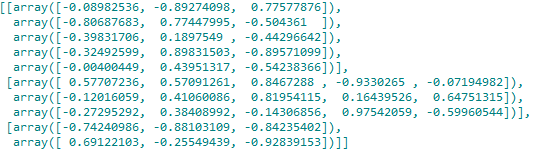 [[array([-0.08982536, -0.89274098,  0.77577876]),
  array([-0.80687683,  0.77447995, -0.504361  ]),
  array([-0.39831706,  0.1897549 , -0.44296642]),
  array([-0.32492599,  0.89831503, -0.89571099]),
  array([-0.00400449,  0.43951317, -0.54238366])],
 [array([ 0.57707236,  0.57091261,  0.8467288 , -0.9330265 , -0.07194982]),
  array([-0.12016059,  0.41060086,  0.81954115,  0.16439526,  0.64751315]),
  array([-0.27295292,  0.38408992, -0.14306856,  0.97542059, -0.59960544])],
 [array([-0.74240986, -0.88103109, -0.84235402]),
  array([ 0.69122103, -0.25549439, -0.92839153])]]